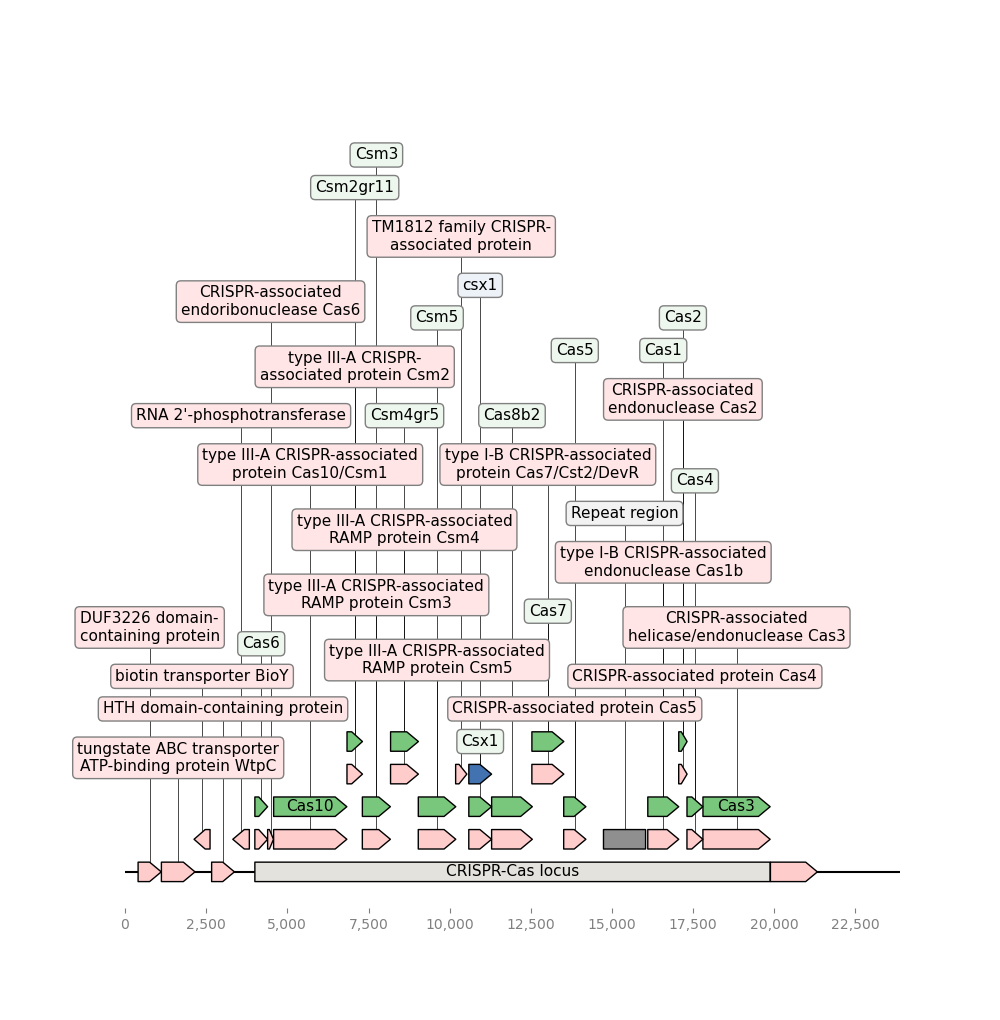 Csm3
Csm2gr11
TM1812 family CRISPR-
associated protein
csx1
CRISPR-associated
endoribonuclease Cas6
Csm5
Cas2
Cas5
Cas1
type III-A CRISPR-
associated protein Csm2
CRISPR-associated
endonuclease Cas2
RNA 2'-phosphotransferase
Csm4gr5
Cas8b2
type III-A CRISPR-associated
protein Cas10/Csm1
type I-B CRISPR-associated
protein Cas7/Cst2/DevR
Cas4
Repeat region
type III-A CRISPR-associated
RAMP protein Csm4
type I-B CRISPR-associated
endonuclease Cas1b
type III-A CRISPR-associated
RAMP protein Csm3
Cas7
DUF3226 domain-
containing protein
CRISPR-associated
helicase/endonuclease Cas3
Cas6
type III-A CRISPR-associated
RAMP protein Csm5
biotin transporter BioY
CRISPR-associated protein Cas4
HTH domain-containing protein
CRISPR-associated protein Cas5
Csx1
tungstate ABC transporter
ATP-binding protein WtpC
Cas10
Cas3
CRISPR-Cas locus
0 2,500 5,000 7,500 10,000 12,500 15,000 17,500 20,000 22,500